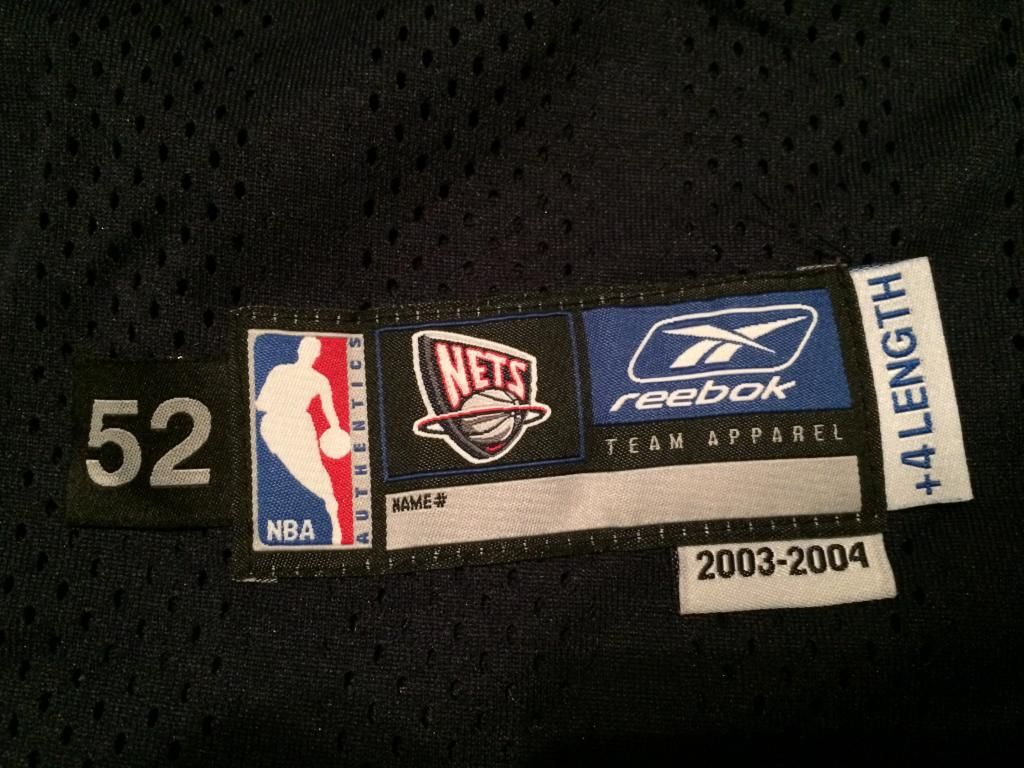 52
NBA
AUTHENTICS
NETS
reebok
TEAM APPAREL
NAME#
+4 LENGTH
2003-2004